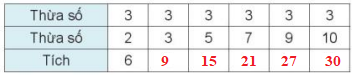 Thừa số 3 3 3 3 3 3
Thừa số 2 3 5 7 9 10
Tích 6 9 15 21 27 30